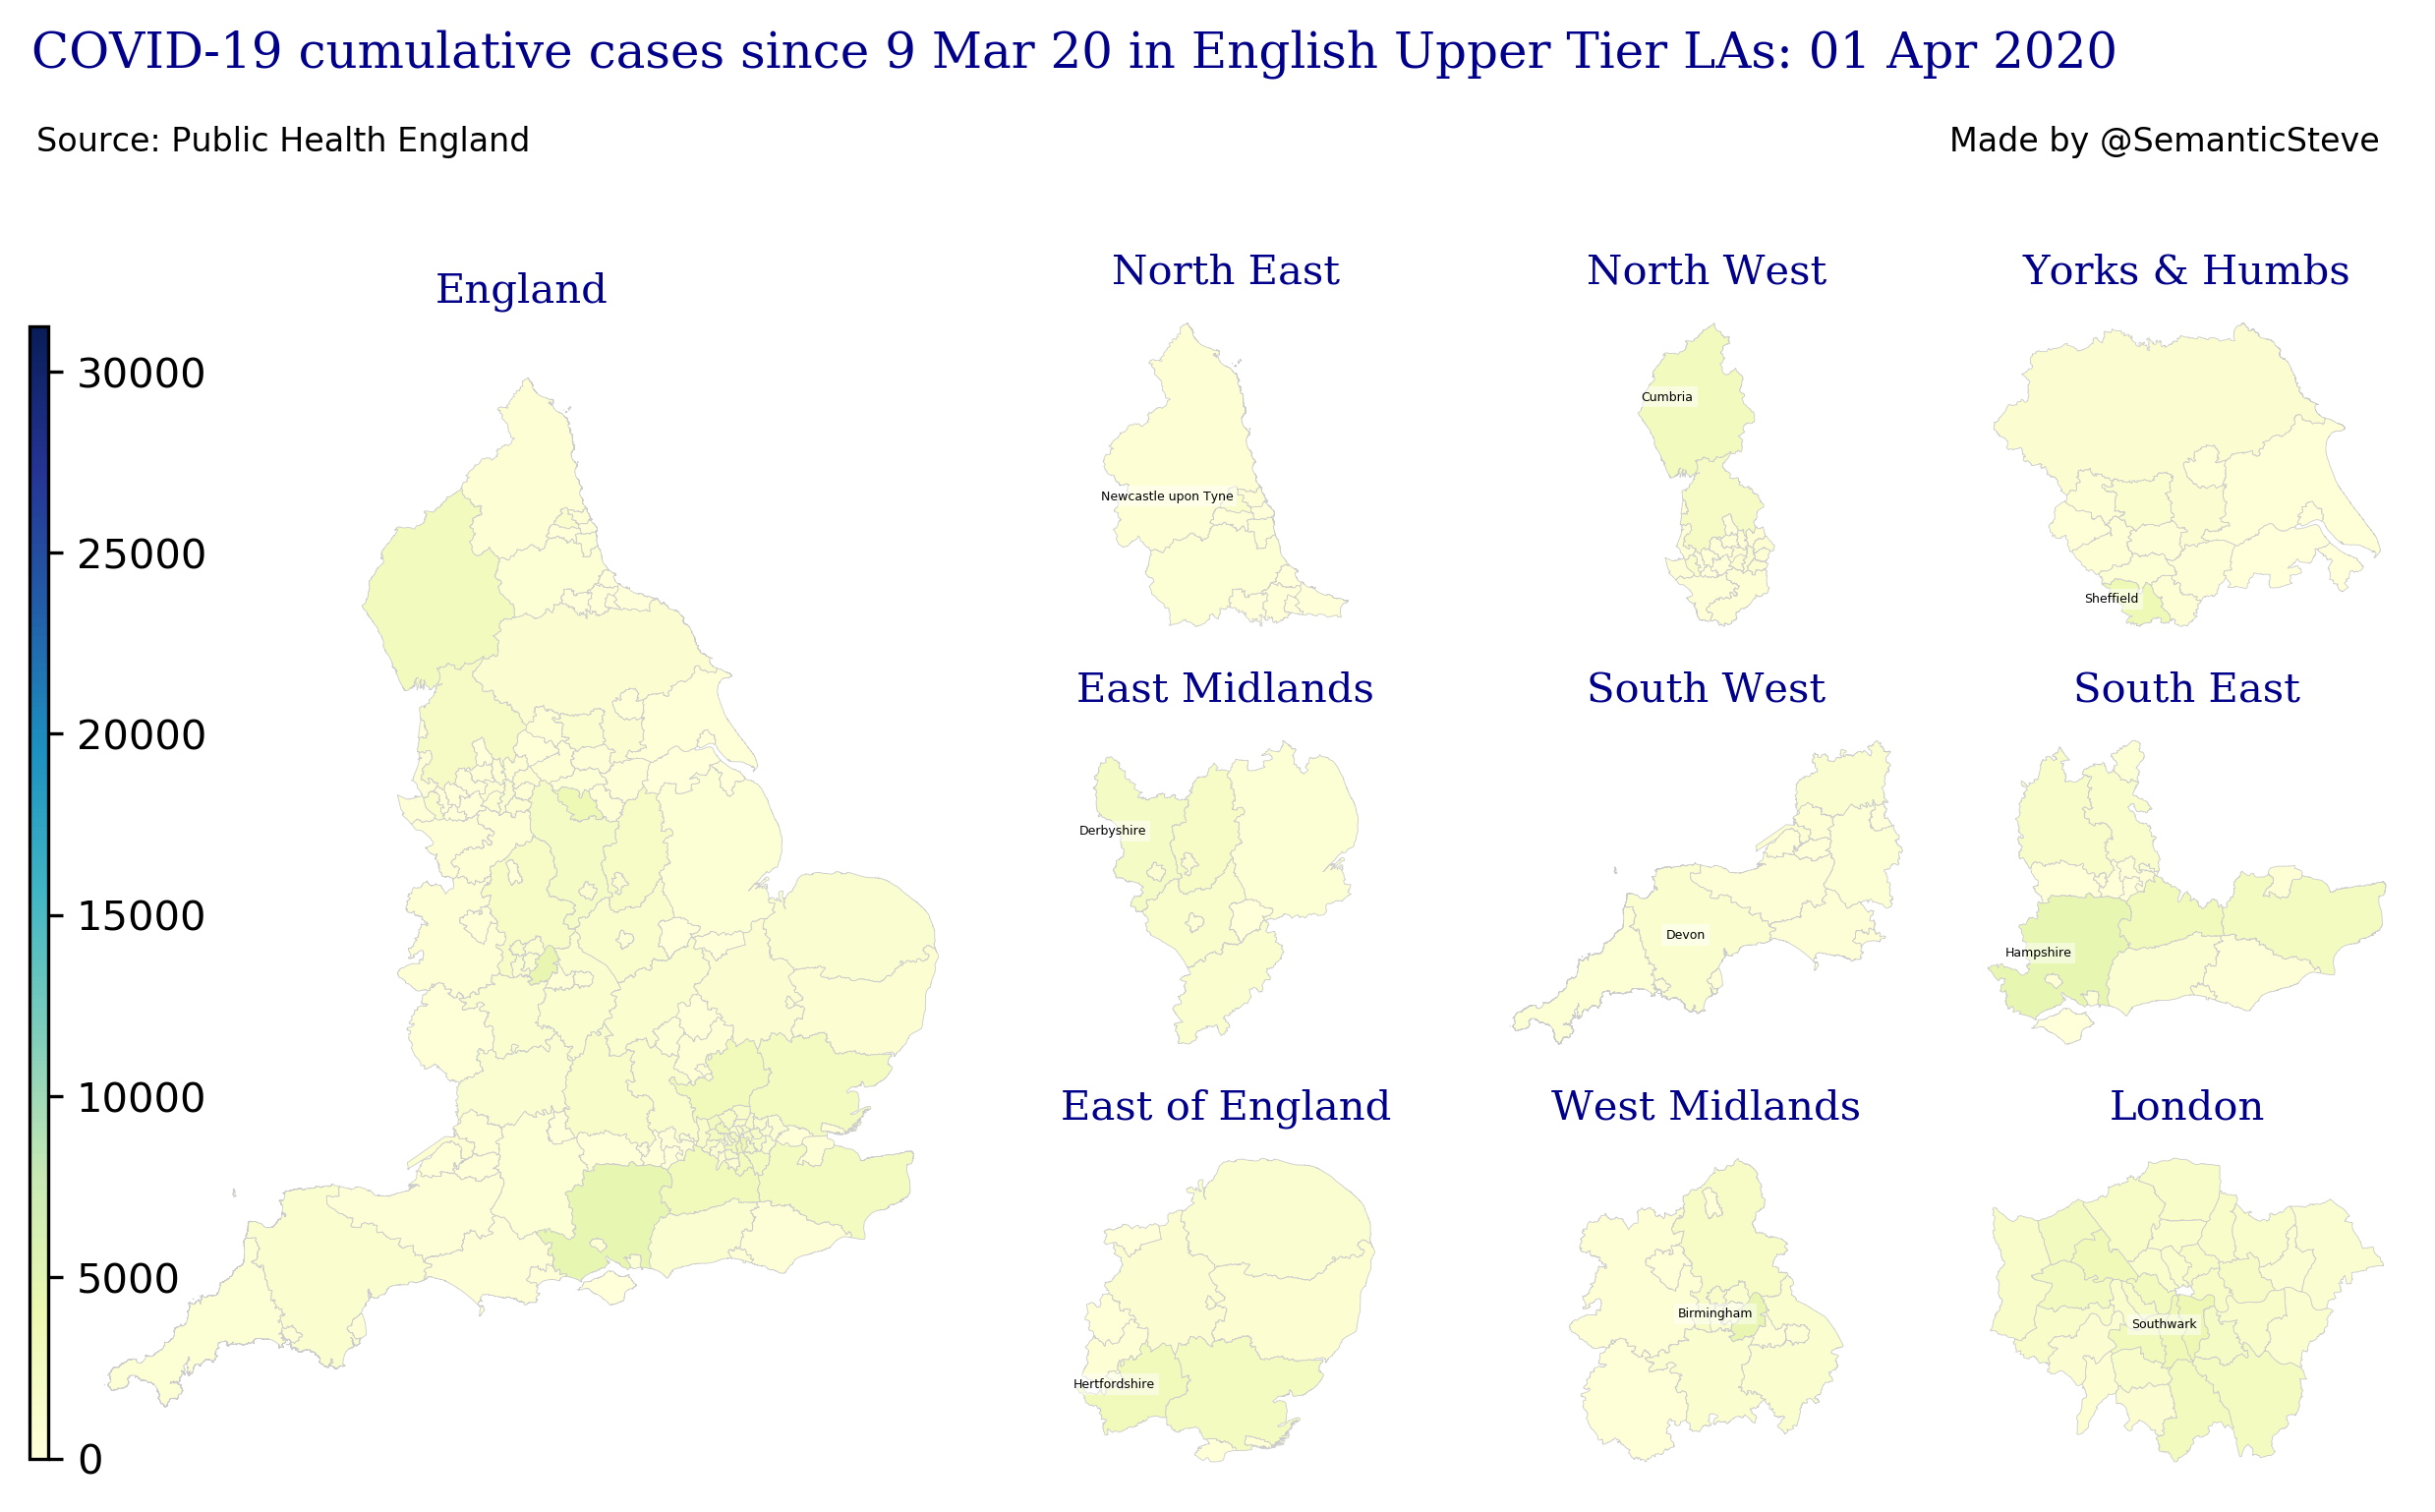 COVID-19 cumulative cases since 9 Mar 20 in English Upper Tier LAs: 01 Apr 2020
Source: Public Health England
Made by @SemanticSteve
England
30000
25000
20000
15000
10000
5000
0
North East
Newcastle upon Tyne
North West
Cumbria
Yorks & Humbs
Sheffield
East Midlands
Derbyshire
South West
Devon
South East
Hampshire
East of England
Hertfordshire
West Midlands
Birmingham
London
Southwark